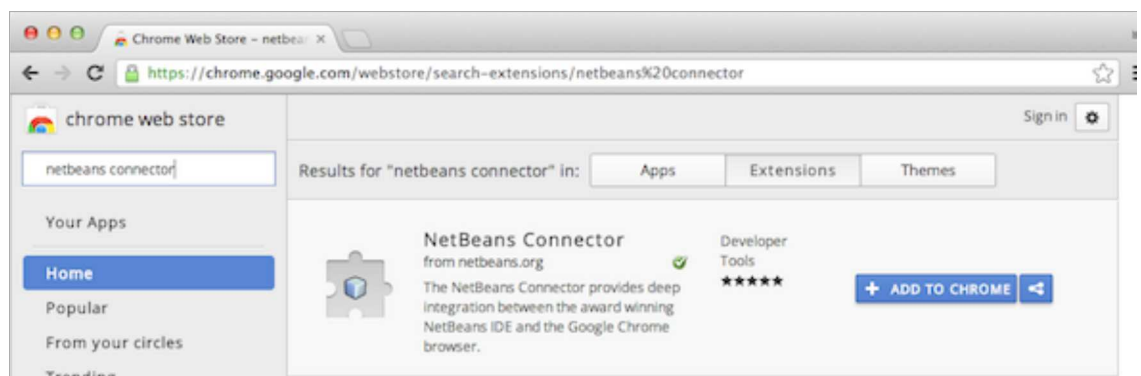 Chrome Web Store – netbea
https://chrome.google.com/webstore/search-extensions/netbeans%20connector
chrome web store
Sign in
netbeans connector
Results for "netbeans connector" in:
Apps
Extensions
Themes
Your Apps
Home
Popular
From your circles
Trending
NetBeans Connector
from netbeans.org
The NetBeans Connector provides deep
integration between the award winning
NetBeans IDE and the Google Chrome
browser.
Developer
Tools
★★★★★
+ ADD TO CHROME